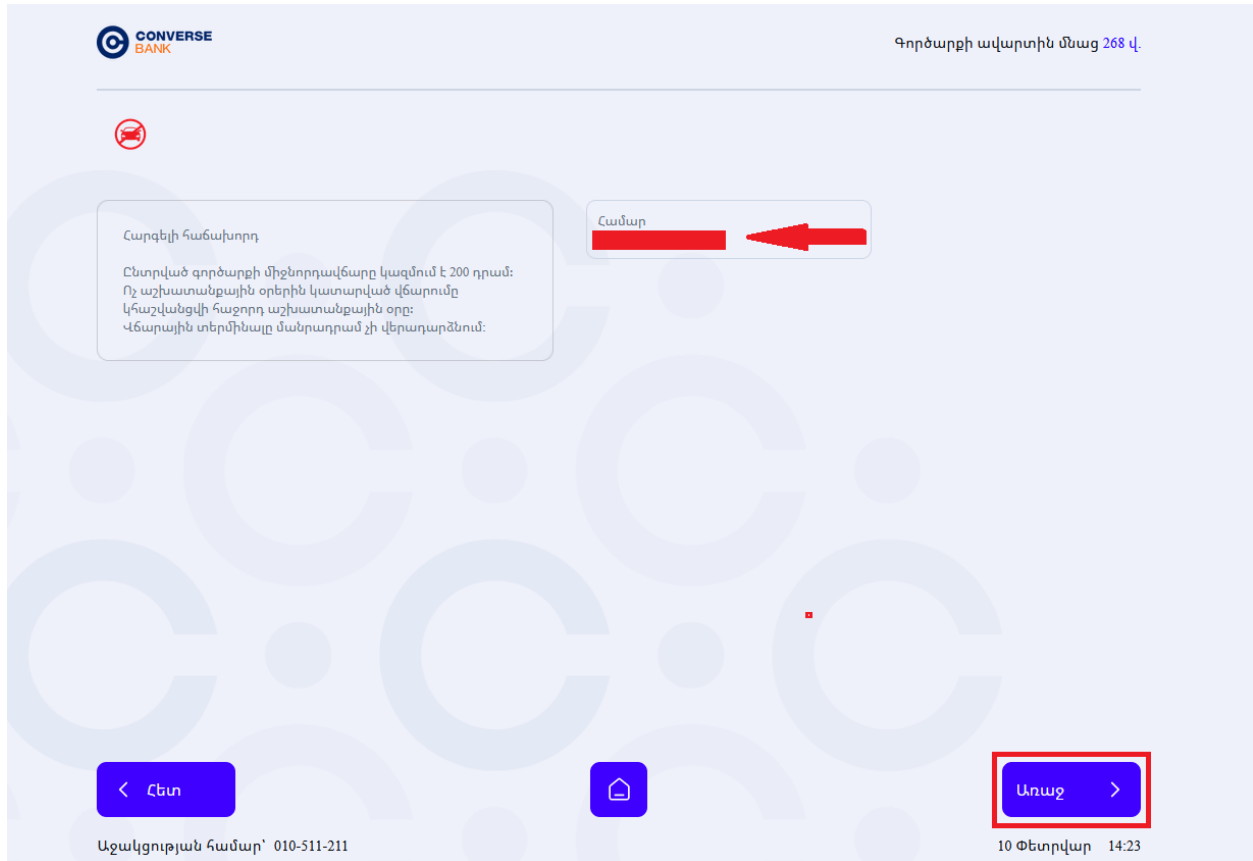 CONVERSE
BANK
Գործարքի ավարտին մնաց 268 վ.
Հարգելի հաճախորդ
Ընտրված գործարքի միջնորդավճարը կազմում է 200 դրամ:
Ոչ աշխատանքային օրերին կատարված վճարումը
կհաշվանցվի հաջորդ աշխատանքային օրը:
Վճարային տերմինալը մանրադրամ չի վերադարձնում:
Համար
Հետ
Առաջ
Աջակցության համար՝ 010-511-211
10 Փետրվար 14:23